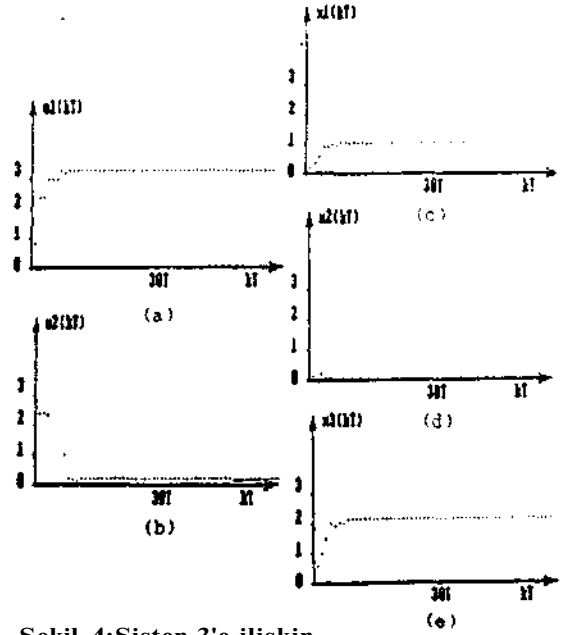 u1(kT)
3
2
1
0
30T
kT
(a)
u2(kT)
3
2
1
0
30T
kT
(b)
x1(kT)
3
2
1
0
30T
kT
(c)
x2(kT)
3
2
1
0
30T
kT
(d)
x3(kT)
3
2
1
0
30T
kT
(e)
Şekil 4:Sistem 3'e ilişkin